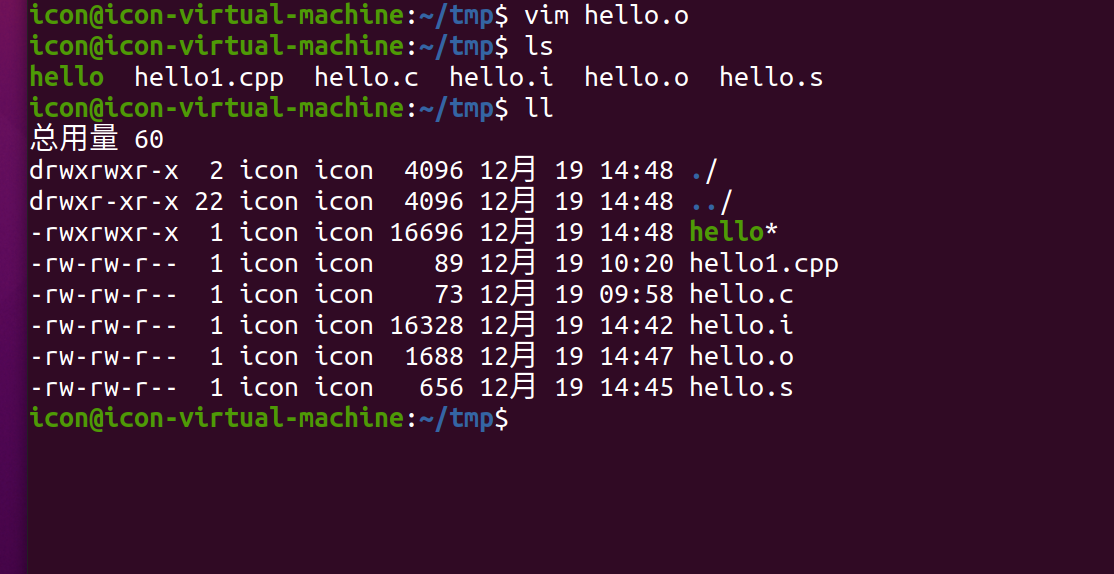 icon@icon-virtual-machine:~/tmp$ vim hello.o
icon@icon-virtual-machine:~/tmp$ ls
hello  hello1.cpp  hello.c  hello.i  hello.o  hello.s
icon@icon-virtual-machine:~/tmp$ ll
总用量 60
drwxrwxr-x  2 icon icon  4096 12月 19 14:48 ./
drwxr-xr-x 22 icon icon  4096 12月 19 14:48 ../
-rwxrwxr-x  1 icon icon 16696 12月 19 14:48 hello*
-rw-rw-r--  1 icon icon    89 12月 19 10:20 hello1.cpp
-rw-rw-r--  1 icon icon    73 12月 19 09:58 hello.c
-rw-rw-r--  1 icon icon 16328 12月 19 14:42 hello.i
-rw-rw-r--  1 icon icon  1688 12月 19 14:47 hello.o
-rw-rw-r--  1 icon icon   656 12月 19 14:45 hello.s
icon@icon-virtual-machine:~/tmp$